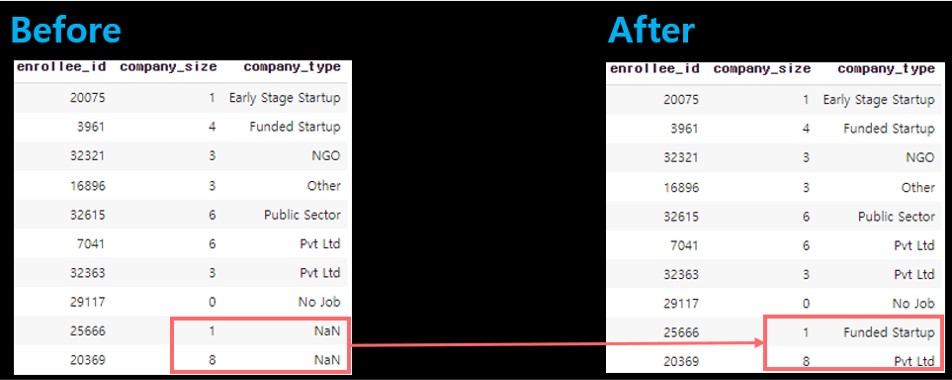 Before
enrollee_id company_size company_type
20075 1 Early Stage Startup
3961 4 Funded Startup
32321 3 NGO
16896 3 Other
32615 6 Public Sector
7041 6 Pvt Ltd
32363 3 Pvt Ltd
29117 0 No Job
25666 1 NaN
20369 8 NaN
After
enrollee_id company_size company_type
20075 1 Early Stage Startup
3961 4 Funded Startup
32321 3 NGO
16896 3 Other
32615 6 Public Sector
7041 6 Pvt Ltd
32363 3 Pvt Ltd
29117 0 No Job
25666 1 Funded Startup
20369 8 Pvt Ltd